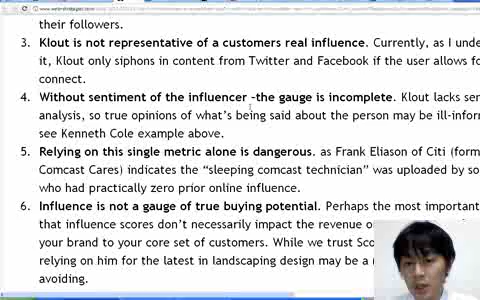 their followers.
3. Klout is not representative of a customers real influence. Currently, as I unde
it, Klout only siphons in content from Twitter and Facebook if the user allows fo
connect.
4. Without sentiment of the influencer –the gauge is incomplete. Klout lacks sen
analysis, so true opinions of what's being said about the person may be ill-infor
see Kenneth Cole example above.
5. Relying on this single metric alone is dangerous. as Frank Eliason of Citi (form
Comcast Cares) indicates the "sleeping comcast technician" was uploaded by so
who had practically zero prior online influence.
6. Influence is not a gauge of true buying potential. Perhaps the most important
that influence scores don't necessarily impact the revenue o
your brand to your core set of customers. While we trust Sco
relying on him for the latest in landscaping design may be a
avoiding.